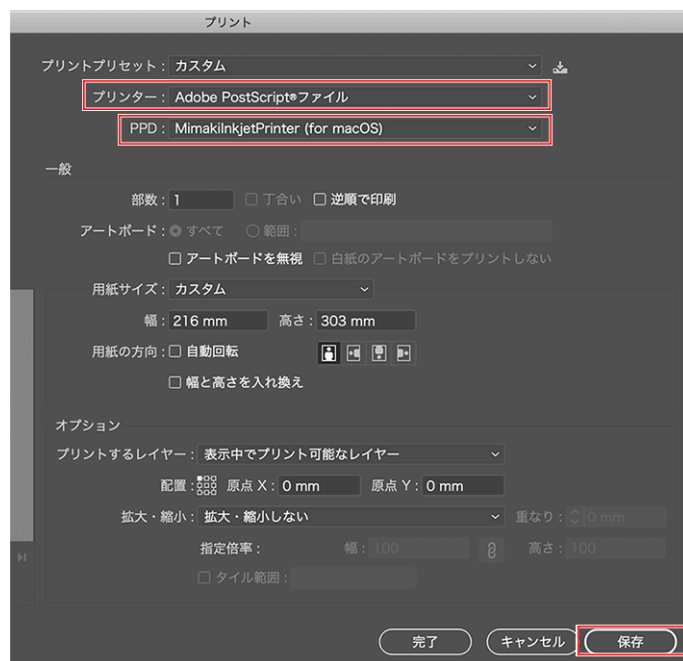 プリント
プリントプリセット : カスタム
プリンター : Adobe PostScript®ファイル
PPD : MimakiInkjetPrinter (for macOS)
一般
部数 : 1 丁合い 逆順で印刷
アートボード : すべて 範囲 :
アートボードを無視 白紙のアートボードをプリントしない
用紙サイズ : カスタム
幅 : 216 mm 高さ : 303 mm
用紙の方向 : 自動回転
幅と高さを入れ換え
オプション
プリントするレイヤー : 表示中でプリント可能なレイヤー
配置 : 原点 X : 0 mm 原点 Y : 0 mm
拡大・縮小 : 拡大・縮小しない 重なり : 0 mm
指定倍率 : 幅 : 100 高さ : 100
タイル範囲 :
完了 キャンセル 保存